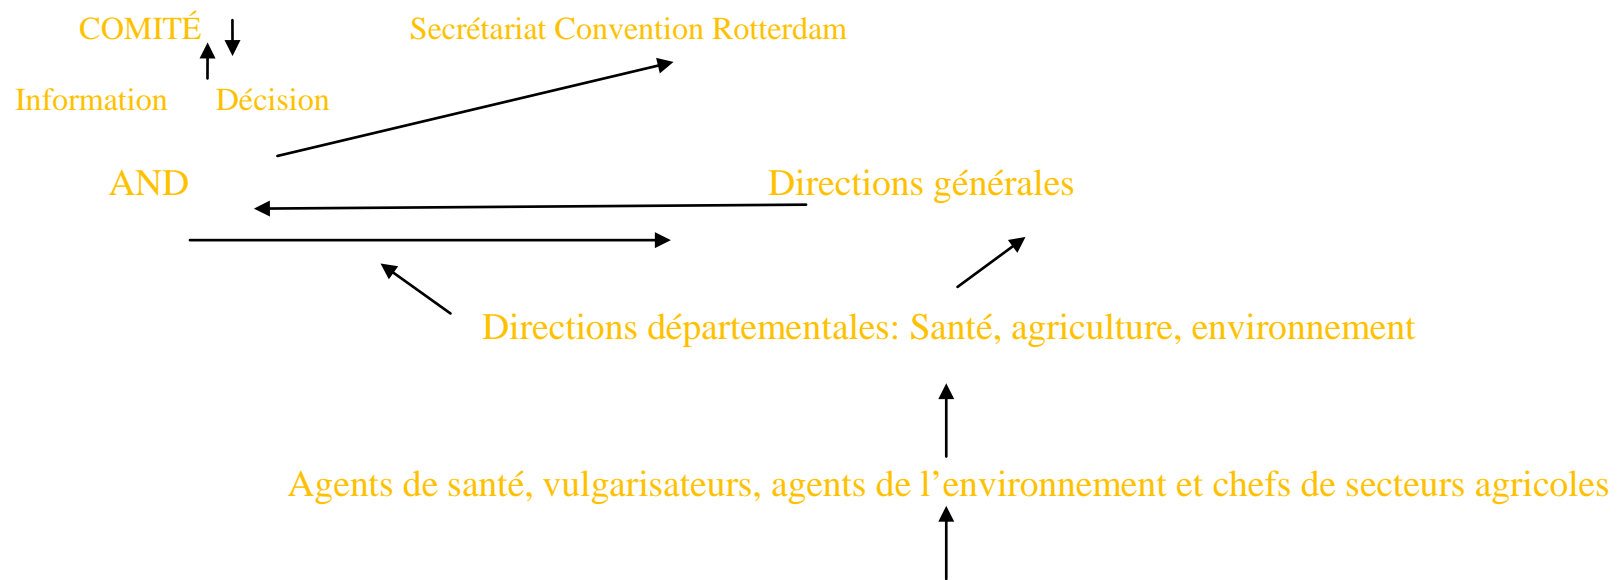 COMITÉ Secrétariat Convention Rotterdam
Information Décision
AND Directions générales
Directions départementales: Santé, agriculture, environnement
Agents de santé, vulgarisateurs, agents de l’environnement et chefs de secteurs agricoles